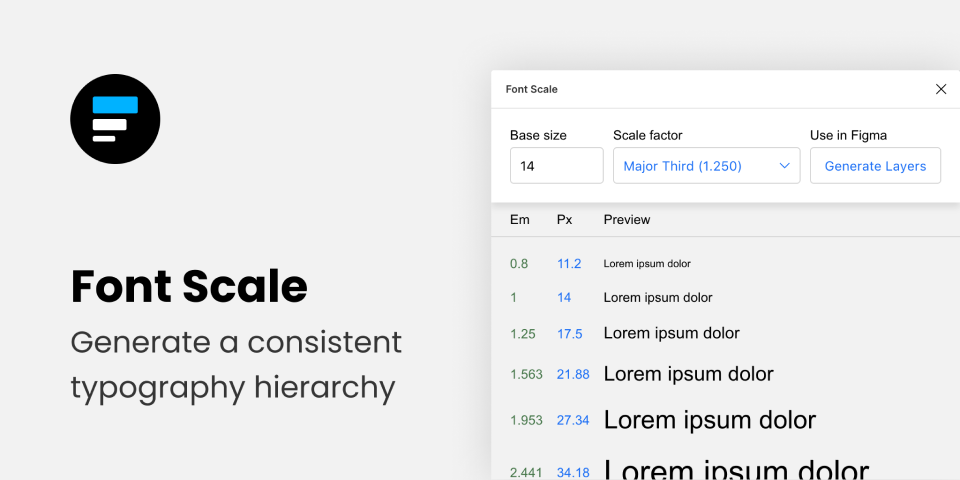 Font Scale
Generate a consistent
typography hierarchy
Font Scale
Base size Scale factor Use in Figma
14 Major Third (1.250) Generate Layers
Em Px Preview
0.8 11.2 Lorem ipsum dolor
1 14 Lorem ipsum dolor
1.25 17.5 Lorem ipsum dolor
1.563 21.88 Lorem ipsum dolor
1.953 27.34 Lorem ipsum dolor
2.441 34.18 Lorem ipsum dolor